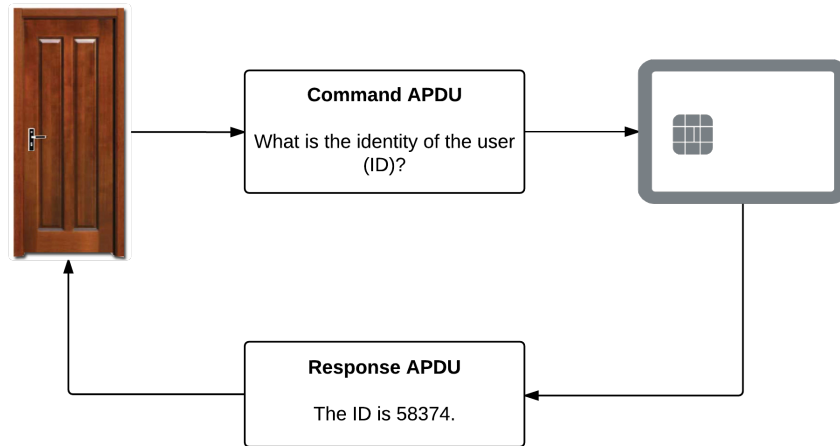 Command APDU
What is the identity of the user
(ID)?
Response APDU
The ID is 58374.